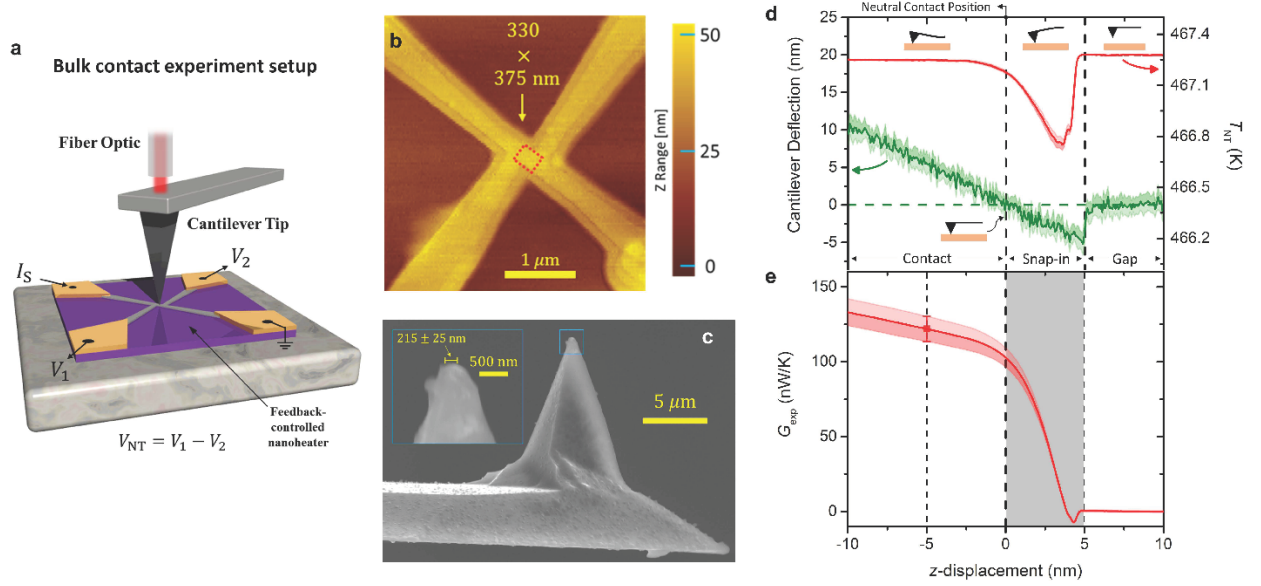 a
Bulk contact experiment setup
Fiber Optic
Cantilever Tip
I_S
V_2
V_1
Feedback-
controlled
nanoheater
V_NT = V_1 − V_2
b
330
×
375 nm
1 μm
Z Range [nm]
50
25
0
c
215 ± 25 nm
500 nm
5 μm
d
Neutral Contact Position
Cantilever Deflection (nm)
25
20
15
10
5
0
-5
467.4
467.1
466.8
466.5
466.2
T_NT (K)
Contact
Snap-in
Gap
e
G_exp (nW/K)
150
100
50
0
-10
-5
0
5
10
z-displacement (nm)